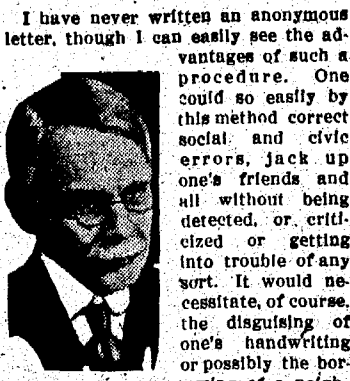 I have never written an anonymous
letter, though I can easily see the ad-
vantages of such a
procedure. One
could so easily by
this method correct
social and civic
errors, jack up
one's friends and
all without being
detected, or criti-
cized or getting
into trouble of any
sort. It would ne-
cessitate, of course,
the disguising of
one's handwriting
or possibly the bor-